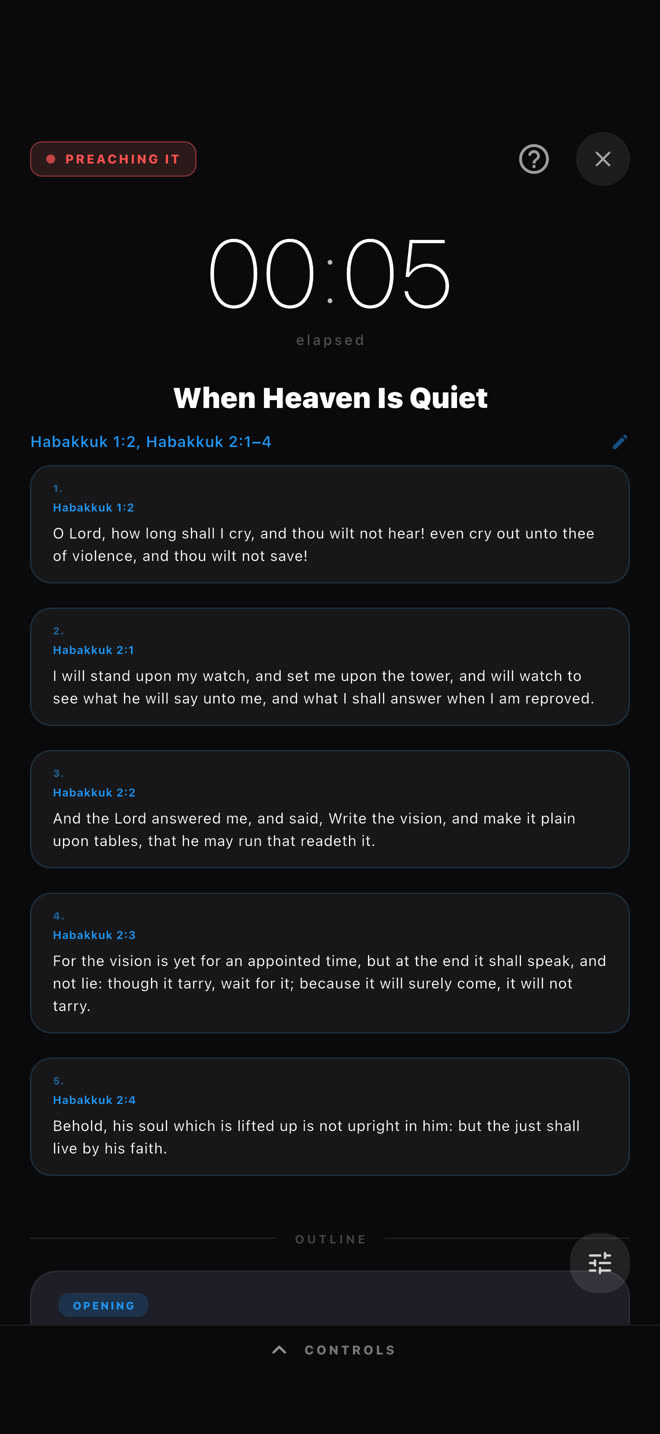 PREACHING IT
00:05
elapsed
When Heaven Is Quiet
Habakkuk 1:2, Habakkuk 2:1–4
1.
Habakkuk 1:2
O Lord, how long shall I cry, and thou wilt not hear! even cry out unto thee
of violence, and thou wilt not save!
2.
Habakkuk 2:1
I will stand upon my watch, and set me upon the tower, and will watch to
see what he will say unto me, and what I shall answer when I am reproved.
3.
Habakkuk 2:2
And the Lord answered me, and said, Write the vision, and make it plain
upon tables, that he may run that readeth it.
4.
Habakkuk 2:3
For the vision is yet for an appointed time, but at the end it shall speak, and
not lie: though it tarry, wait for it; because it will surely come, it will not
tarry.
5.
Habakkuk 2:4
Behold, his soul which is lifted up is not upright in him: but the just shall
live by his faith.
OUTLINE
OPENING
CONTROLS